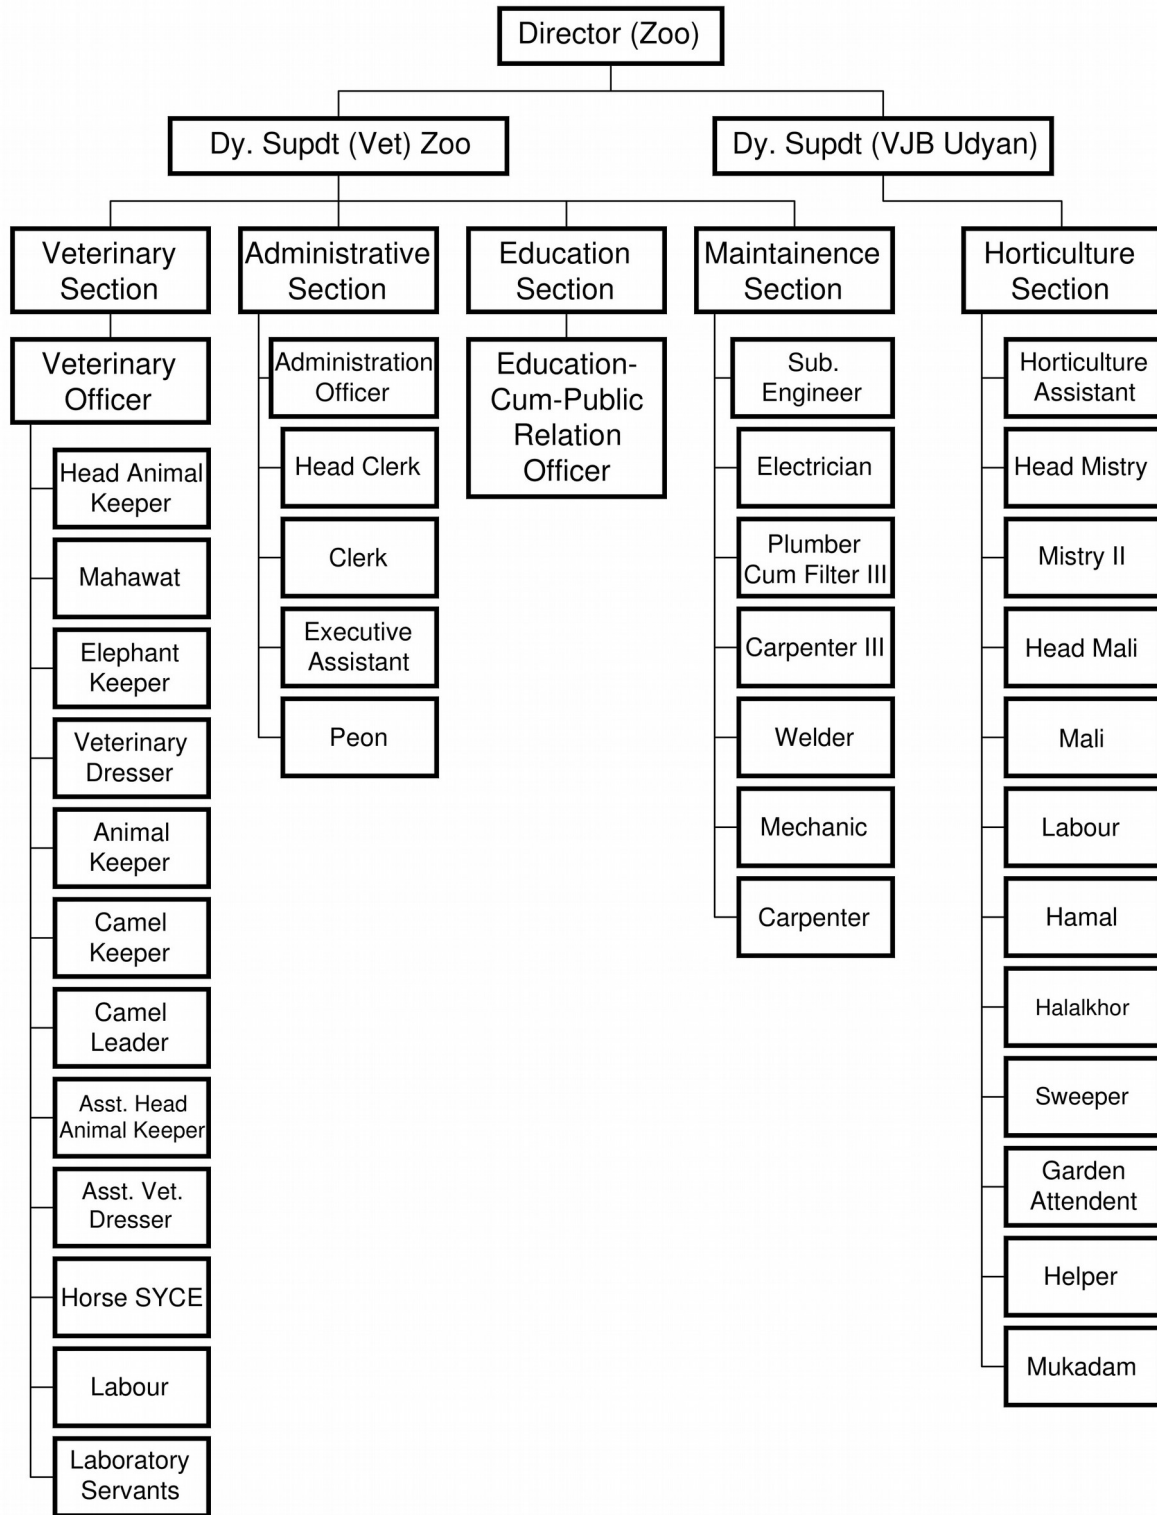 Director (Zoo)
Dy. Supdt (Vet) Zoo
Dy. Supdt (VJB Udyan)
Veterinary
Section
Administrative
Section
Education
Section
Maintainence
Section
Horticulture
Section
Veterinary
Officer
Head Animal
Keeper
Mahawat
Elephant
Keeper
Veterinary
Dresser
Animal
Keeper
Camel
Keeper
Camel
Leader
Asst. Head
Animal Keeper
Asst. Vet.
Dresser
Horse SYCE
Labour
Laboratory
Servants
Administration
Officer
Head Clerk
Clerk
Executive
Assistant
Peon
Education-
Cum-Public
Relation
Officer
Sub.
Engineer
Electrician
Plumber
Cum Filter III
Carpenter III
Welder
Mechanic
Carpenter
Horticulture
Assistant
Head Mistry
Mistry II
Head Mali
Mali
Labour
Hamal
Halalkhor
Sweeper
Garden
Attendent
Helper
Mukadam